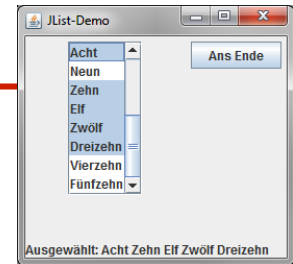 JList-Demo
Acht
Neun
Zehn
Elf
Zwölf
Dreizehn
Vierzehn
Fünfzehn
Ans Ende
Ausgewählt: Acht Zehn Elf Zwölf Dreizehn